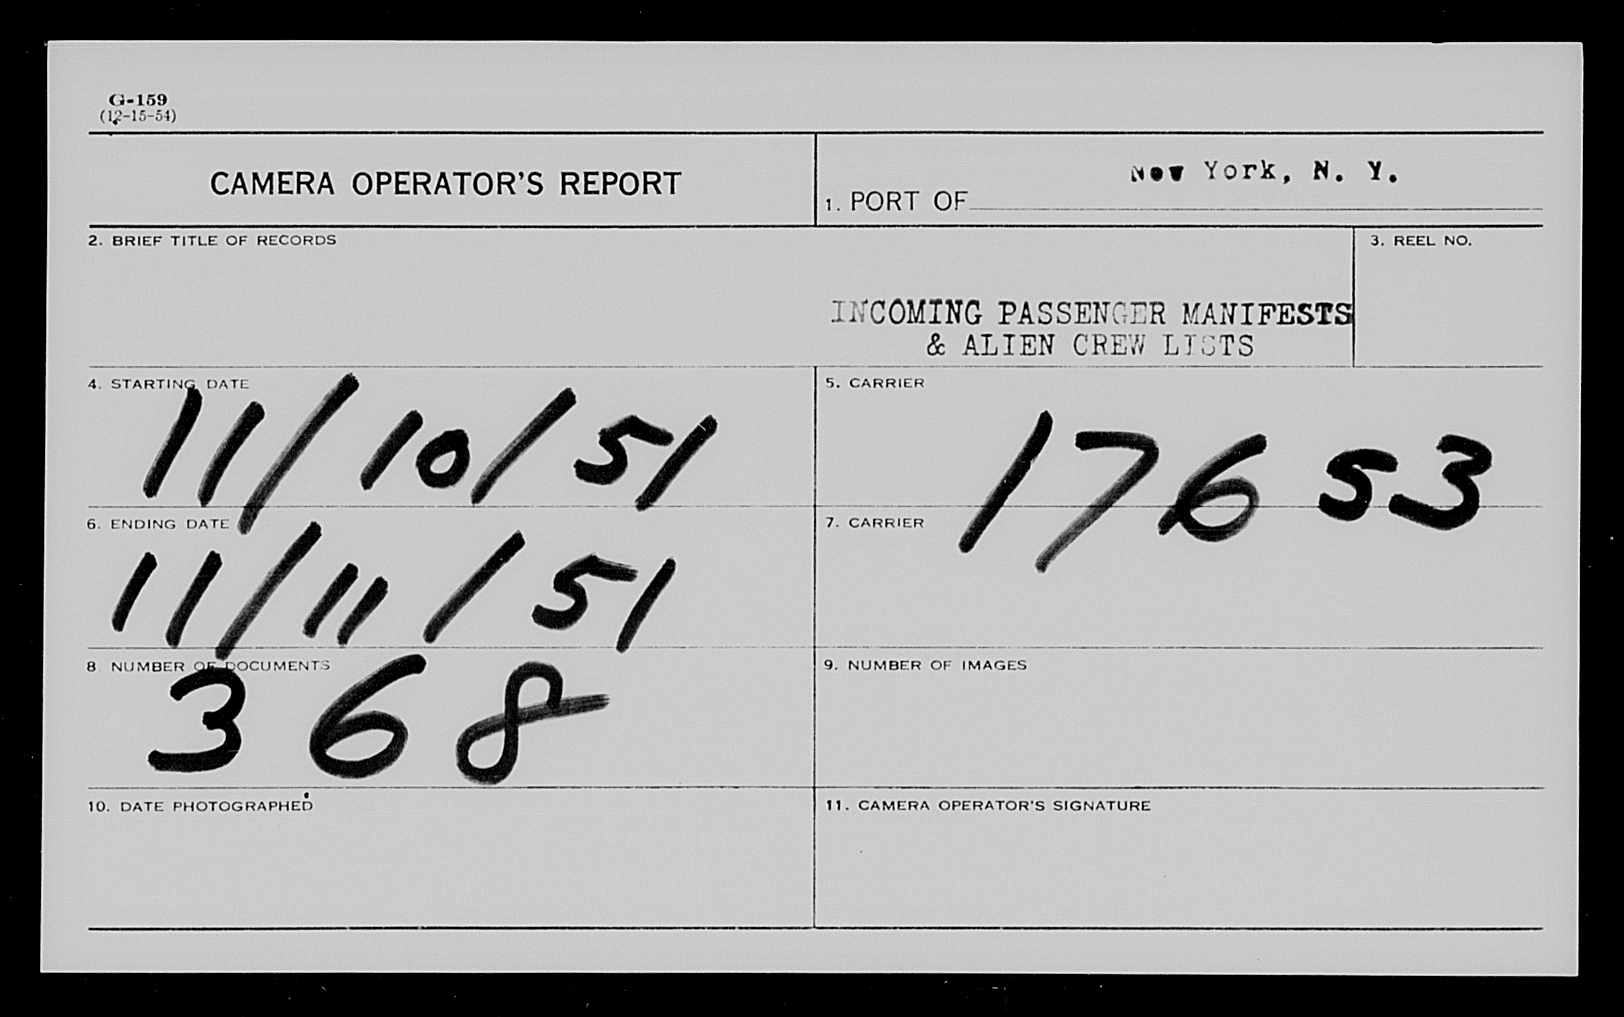 G-159
(12-15-54)
CAMERA OPERATOR'S REPORT
1. PORT OF New York, N. Y.
2. BRIEF TITLE OF RECORDS
INCOMING PASSENGER MANIFESTS
& ALIEN CREW LISTS
3. REEL NO.
4. STARTING DATE
11/10/51
5. CARRIER
17653
6. ENDING DATE
11/11/51
7. CARRIER
8 NUMBER OF DOCUMENTS
368
9. NUMBER OF IMAGES
10. DATE PHOTOGRAPHED
11. CAMERA OPERATOR'S SIGNATURE